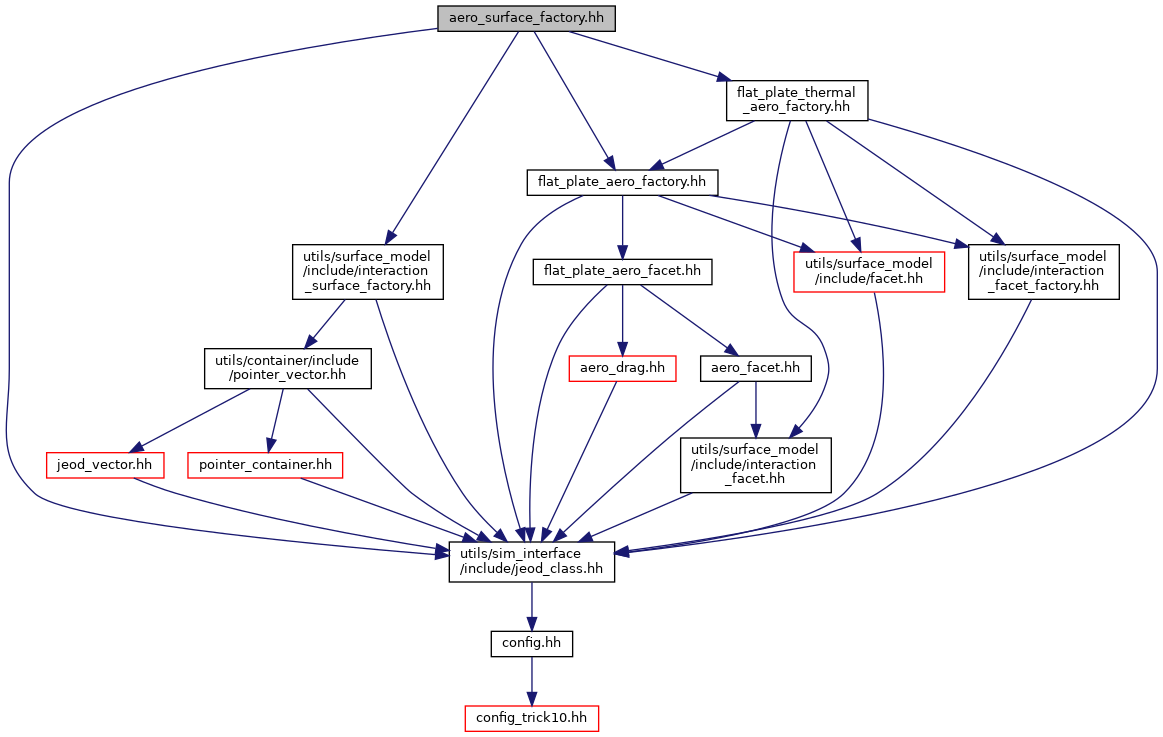 aero_surface_factory.hh
flat_plate_thermal
_aero_factory.hh
flat_plate_aero_factory.hh
utils/surface_model
/include/interaction
_surface_factory.hh
flat_plate_aero_facet.hh
utils/surface_model
/include/facet.hh
utils/surface_model
/include/interaction
_facet_factory.hh
utils/container/include
/pointer_vector.hh
aero_drag.hh
aero_facet.hh
jeod_vector.hh
pointer_container.hh
utils/surface_model
/include/interaction
_facet.hh
utils/sim_interface
/include/jeod_class.hh
config.hh
config_trick10.hh